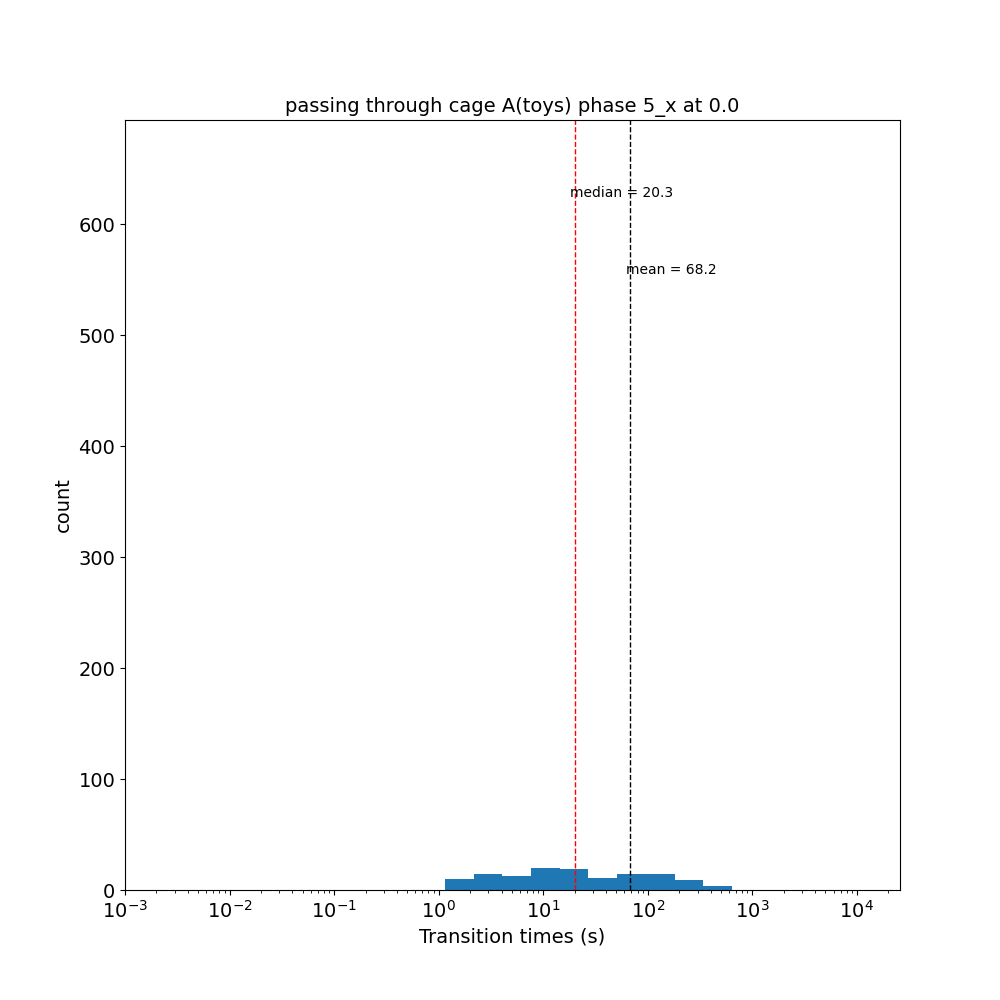 passing through cage A(toys) phase 5_x at 0.0
median = 20.3
mean = 68.2
600
500
400
300
200
100
0
count
10⁻³ 10⁻² 10⁻¹ 10⁰ 10¹ 10² 10³ 10⁴
Transition times (s)